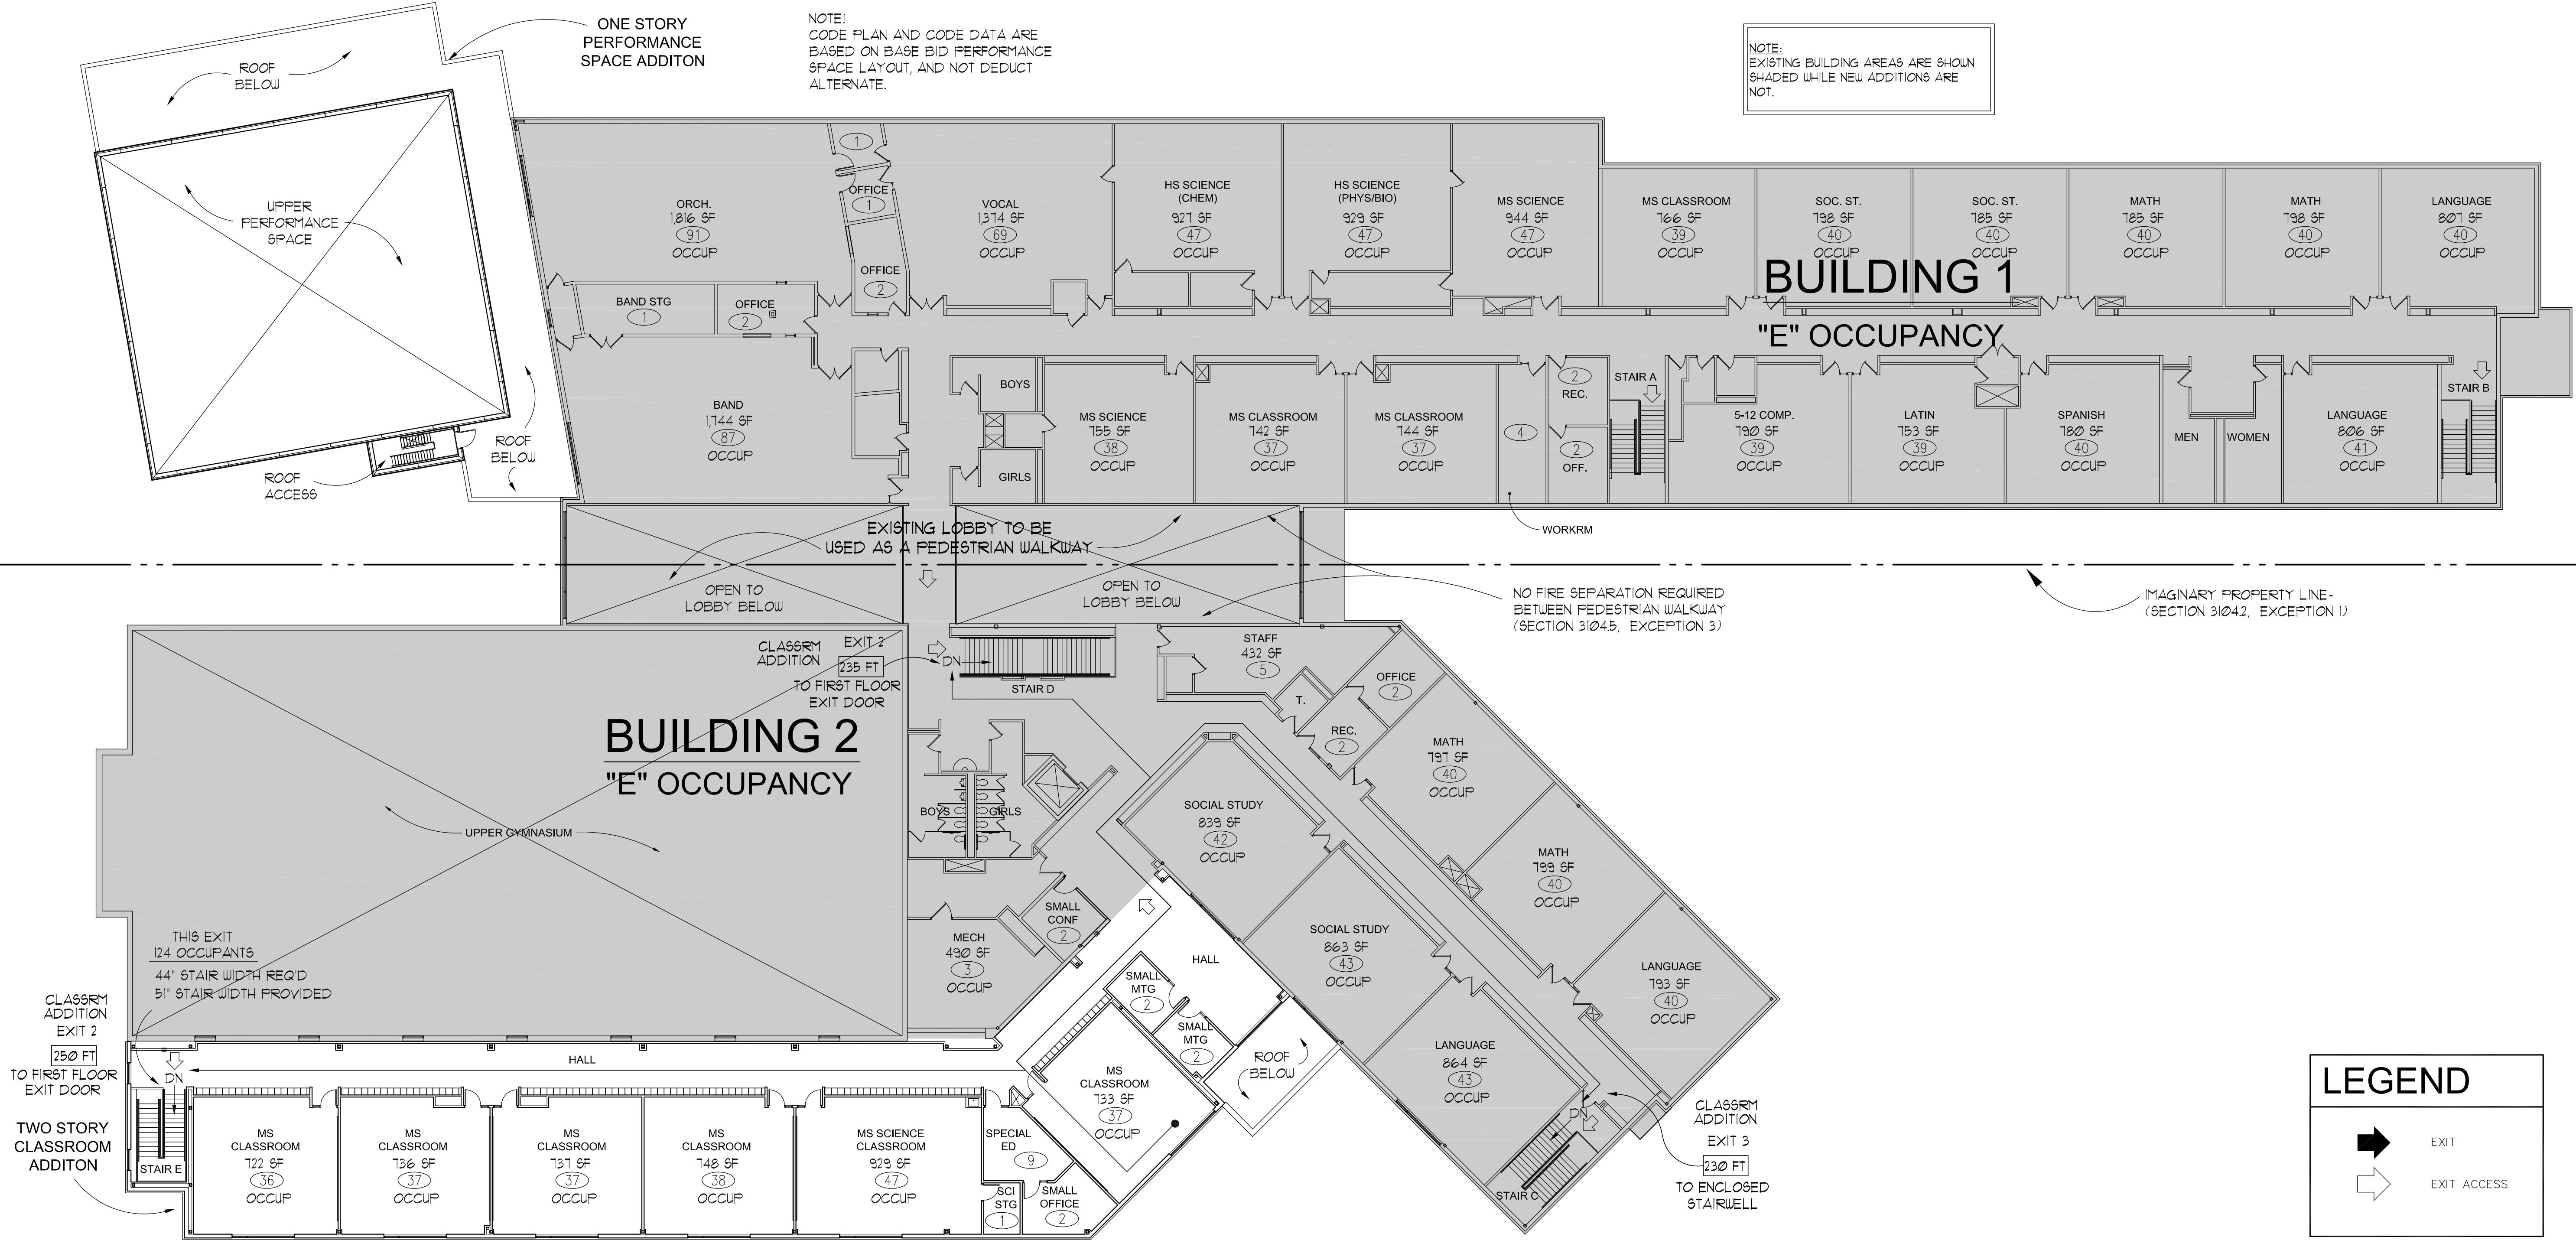 ONE STORY
PERFORMANCE
SPACE ADDITON
NOTE!
CODE PLAN AND CODE DATA ARE
BASED ON BASE BID PERFORMANCE
SPACE LAYOUT, AND NOT DEDUCT
ALTERNATE.
NOTE:
EXISTING BUILDING AREAS ARE SHOWN
SHADED WHILE NEW ADDITIONS ARE
NOT.
ROOF
BELOW
UPPER
PERFORMANCE
SPACE
ROOF
BELOW
ROOF
ACCESS
ORCH.
1,816 SF
91
OCCUP
1
OFFICE
1
OFFICE
2
BAND STG
1
OFFICE
2
VOCAL
1,374 SF
69
OCCUP
HS SCIENCE
(CHEM)
927 SF
47
OCCUP
HS SCIENCE
(PHYS/BIO)
929 SF
47
OCCUP
MS SCIENCE
944 SF
47
OCCUP
MS CLASSROOM
766 SF
39
OCCUP
SOC. ST.
798 SF
40
OCCUP
SOC. ST.
785 SF
40
OCCUP
MATH
785 SF
40
OCCUP
MATH
798 SF
40
OCCUP
LANGUAGE
807 SF
40
OCCUP
BUILDING 1
"E" OCCUPANCY
BAND
1,744 SF
87
OCCUP
BOYS
GIRLS
MS SCIENCE
755 SF
38
OCCUP
MS CLASSROOM
742 SF
37
OCCUP
MS CLASSROOM
744 SF
37
OCCUP
4
WORKRM
2
REC.
2
OFF.
STAIR A
5-12 COMP.
790 SF
39
OCCUP
LATIN
753 SF
39
OCCUP
SPANISH
780 SF
40
OCCUP
MEN
WOMEN
LANGUAGE
806 SF
41
OCCUP
STAIR B
EXISTING LOBBY TO BE
USED AS A PEDESTRIAN WALKWAY
OPEN TO
LOBBY BELOW
OPEN TO
LOBBY BELOW
NO FIRE SEPARATION REQUIRED
BETWEEN PEDESTRIAN WALKWAY
(SECTION 3104.5, EXCEPTION 3)
IMAGINARY PROPERTY LINE-
(SECTION 3104.2, EXCEPTION 1)
CLASSRM
ADDITION
EXIT 2
235 FT
TO FIRST FLOOR
EXIT DOOR
DN
STAIR D
STAFF
432 SF
5
T.
OFFICE
2
REC.
2
BUILDING 2
"E" OCCUPANCY
UPPER GYMNASIUM
BOYS
GIRLS
MATH
797 SF
40
OCCUP
MATH
799 SF
40
OCCUP
LANGUAGE
793 SF
40
OCCUP
SOCIAL STUDY
839 SF
42
OCCUP
SOCIAL STUDY
863 SF
43
OCCUP
LANGUAGE
864 SF
43
OCCUP
SMALL
CONF
2
MECH
490 SF
3
OCCUP
HALL
SMALL
MTG
2
SMALL
MTG
2
ROOF
BELOW
THIS EXIT
124 OCCUPANTS
44" STAIR WIDTH REQ'D
51" STAIR WIDTH PROVIDED
CLASSRM
ADDITION
EXIT 2
250 FT
TO FIRST FLOOR
EXIT DOOR
DN
HALL
TWO STORY
CLASSROOM
ADDITON
STAIR E
MS
CLASSROOM
722 SF
36
OCCUP
MS
CLASSROOM
736 SF
37
OCCUP
MS
CLASSROOM
737 SF
37
OCCUP
MS
CLASSROOM
748 SF
38
OCCUP
MS SCIENCE
CLASSROOM
929 SF
47
OCCUP
SPECIAL
ED
9
SCI
STG
1
SMALL
OFFICE
2
MS
CLASSROOM
733 SF
37
OCCUP
DN
STAIR C
CLASSRM
ADDITION
EXIT 3
230 FT
TO ENCLOSED
STAIRWELL
LEGEND
EXIT
EXIT ACCESS